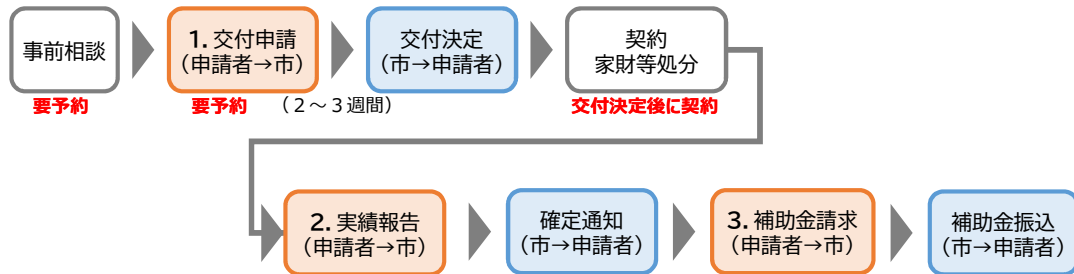 事前相談
要予約
1. 交付申請
(申請者→市)
要予約
(2～3週間)
交付決定
(市→申請者)
契約
家財等処分
交付決定後に契約
2. 実績報告
(申請者→市)
確定通知
(市→申請者)
3. 補助金請求
(申請者→市)
補助金振込
(市→申請者)